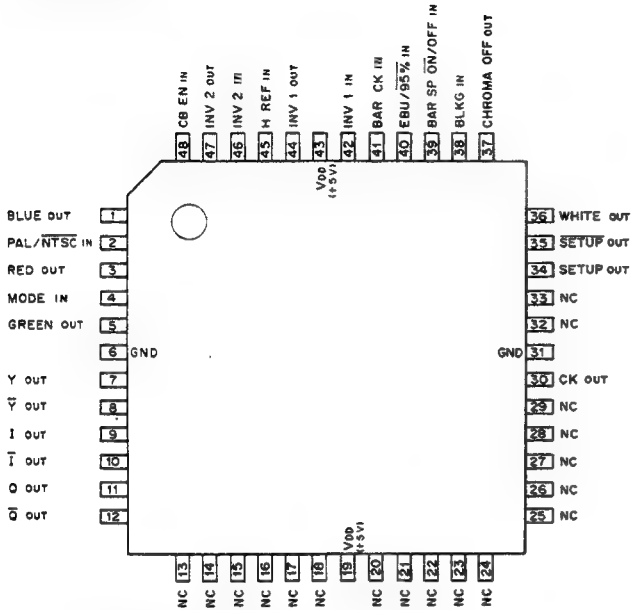 48 CB EN IN
47 INV 2 OUT
46 INV 2 IN
45 H REF IN
44 INV 1 OUT
43 VDD (+5V)
42 INV 1 IN
41 BAR CK IN
40 EBU/9̅5̅%̅ IN
39 BAR SP O̅N̅/OFF IN
38 BLKG IN
37 CHROMA OFF OUT
BLUE OUT 1
PAL/N̅T̅S̅C̅ IN 2
RED OUT 3
MODE IN 4
GREEN OUT 5
6 GND
Y OUT 7
Y̅ OUT 8
I OUT 9
I̅ OUT 10
Q OUT 11
Q̅ OUT 12
36 WHITE OUT
35 S̅E̅T̅U̅P̅ OUT
34 SETUP OUT
33 NC
32 NC
GND 31
30 CK OUT
29 NC
28 NC
27 NC
26 NC
25 NC
NC 13
NC 14
NC 15
NC 16
NC 17
NC 18
19 VDD (+5V)
NC 20
NC 21
NC 22
NC 23
NC 24